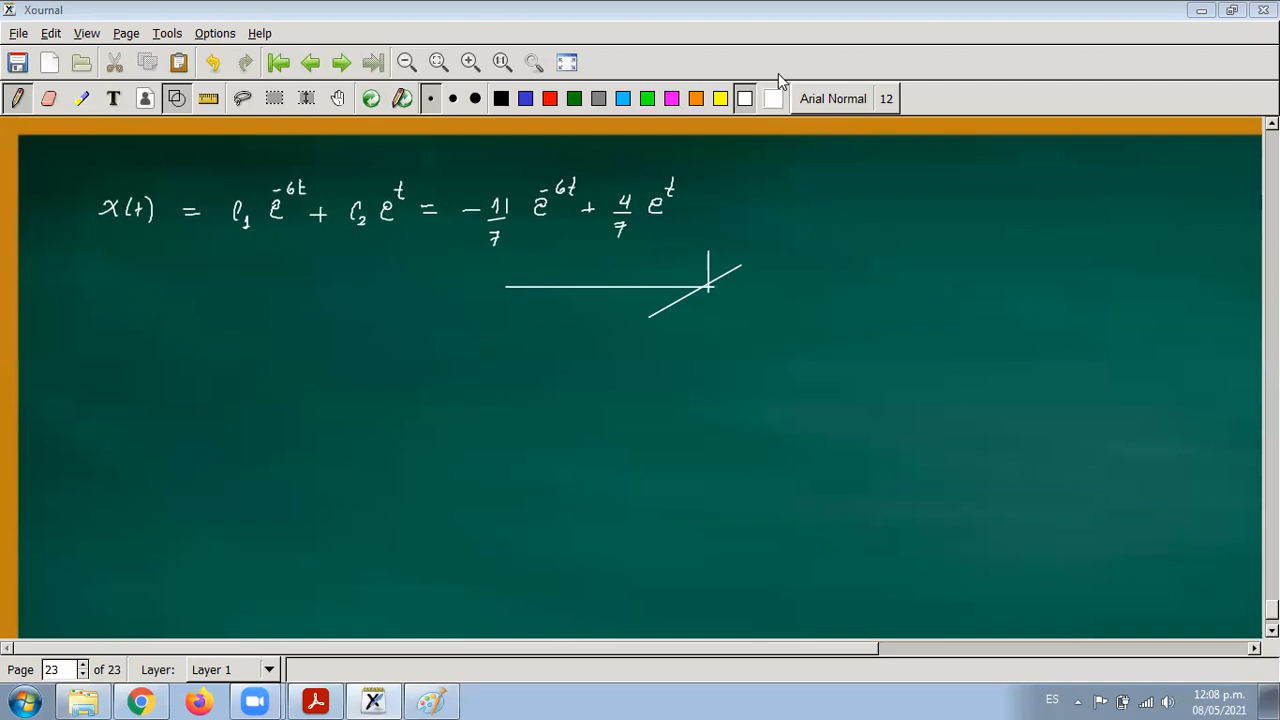 Xournal
File Edit View Page Tools Options Help
T Arial Normal 12
x(t) = C₁ e^{-6t} + C₂ e^{t} = -11/7 e^{-6t} + 4/7 e^{t}
Page 23 of 23 Layer: Layer 1
ES 12:08 p.m.
08/05/2021